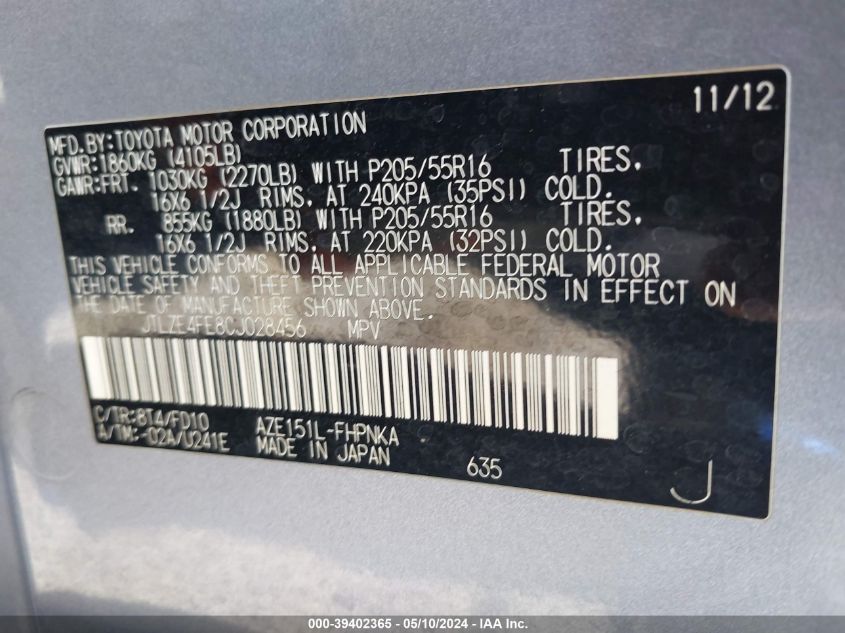 11/12
MFD.BY:TOYOTA MOTOR CORPORATION
GVWR:1860KG (4105LB)
GAWR:FRT. 1030KG (2270LB) WITH P205/55R16 TIRES.
16X6 1/2J RIMS. AT 240KPA (35PSI) COLD.
RR. 855KG (1880LB) WITH P205/55R16 TIRES.
16X6 1/2J RIMS. AT 220KPA (32PSI) COLD.
THIS VEHICLE CONFORMS TO ALL APPLICABLE FEDERAL MOTOR
VEHICLE SAFETY AND THEFT PREVENTION STANDARDS IN EFFECT ON
THE DATE OF MANUFACTURE SHOWN ABOVE.
JTLZE4FE8CJ028456 MPV
C/TR:8T4/FD10 AZE151L-FHPNKA
A/TM:-02A/U241E MADE IN JAPAN
635
J
000-39402365 - 05/10/2024 - IAA Inc.